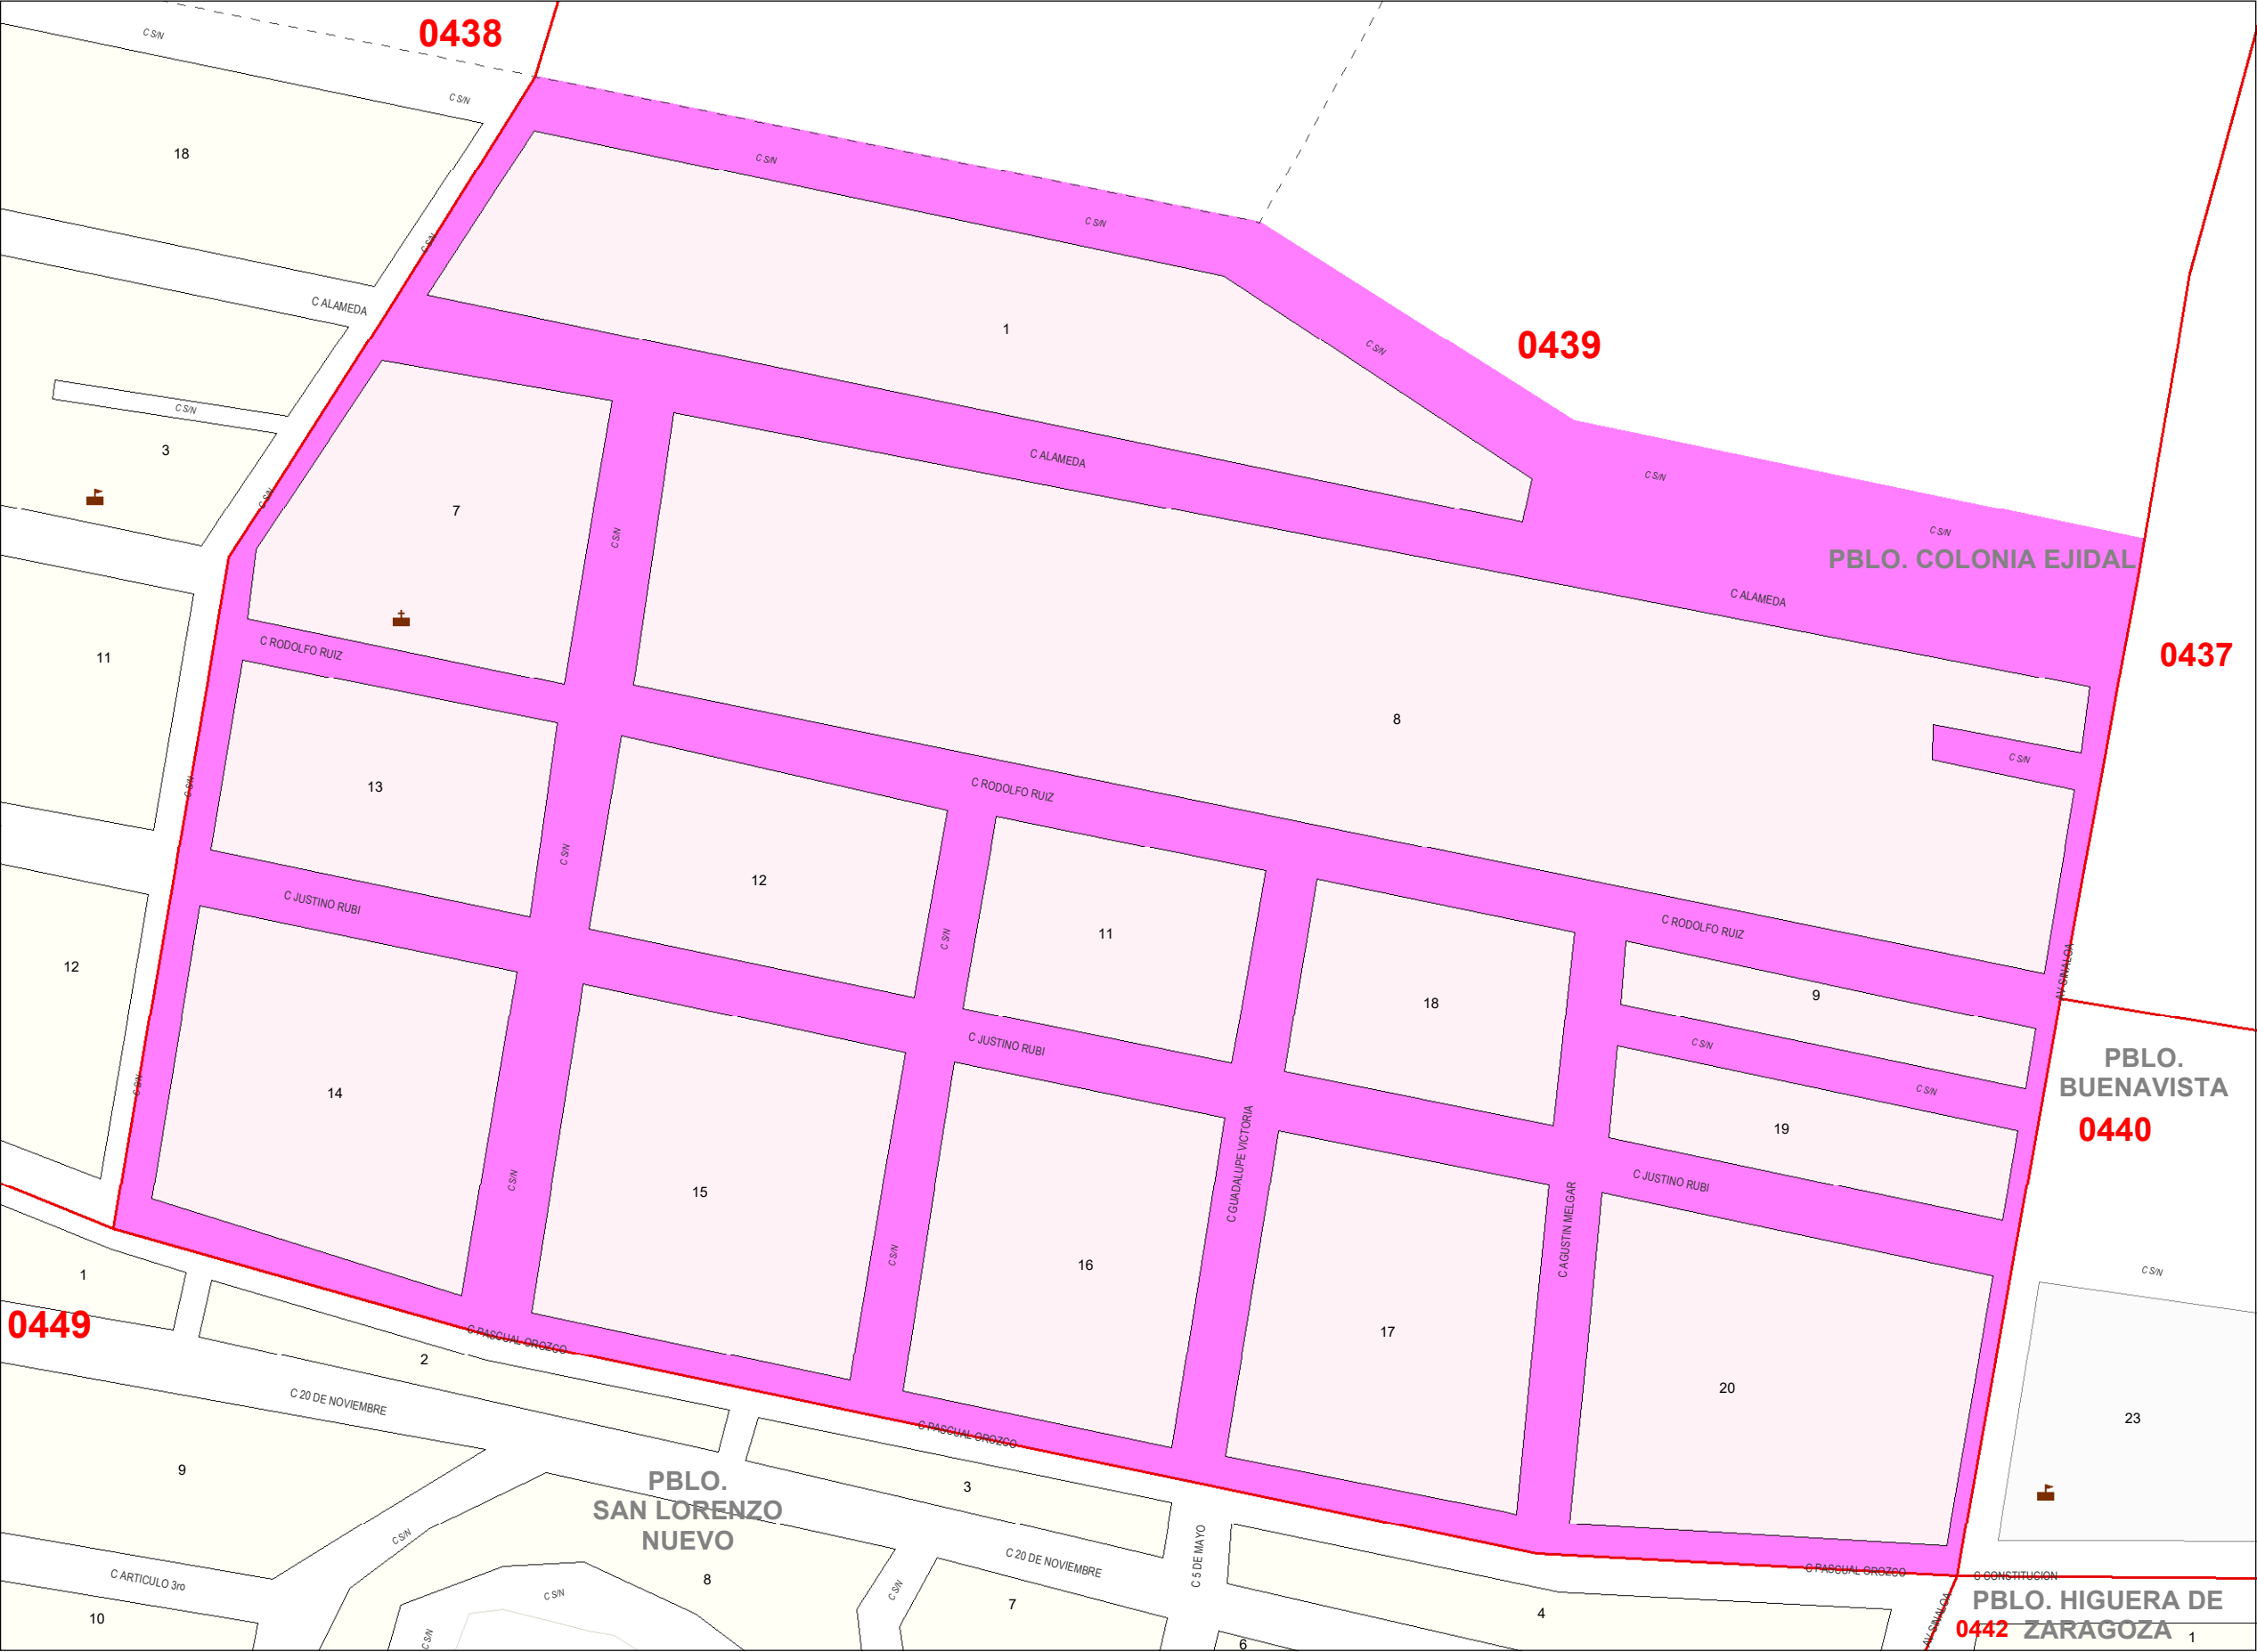 C S/N
0438
C S/N
18
C S/N
C S/N
C S/N
C ALAMEDA
1
C S/N
0439
C S/N
3
C ALAMEDA
C S/N
C S/N
7
C S/N
C S/N
PBLO. COLONIA EJIDAL
C ALAMEDA
C RODOLFO RUIZ
11
0437
8
C S/N
C S/N
13
C RODOLFO RUIZ
C S/N
12
C JUSTINO RUBI
C RODOLFO RUIZ
11
C S/N
12
AV SINALOA
9
18
C JUSTINO RUBI
C S/N
PBLO.
BUENAVISTA
C S/N
C S/N
14
0440
19
C GUADALUPE VICTORIA
C S/N
C JUSTINO RUBI
15
C AGUSTIN MELGAR
C S/N
16
C S/N
1
0449
17
C PASCUAL OROZCO
2
20
C 20 DE NOVIEMBRE
23
C PASCUAL OROZCO
9
PBLO.
SAN LORENZO
NUEVO
3
C S/N
C 5 DE MAYO
C 20 DE NOVIEMBRE
C PASCUAL OROZCO
C CONSTITUCION
C ARTICULO 3ro
8
C S/N
C S/N
7
4
PBLO. HIGUERA DE
ZARAGOZA
10
C S/N
AV SINALOA
0442
1
6